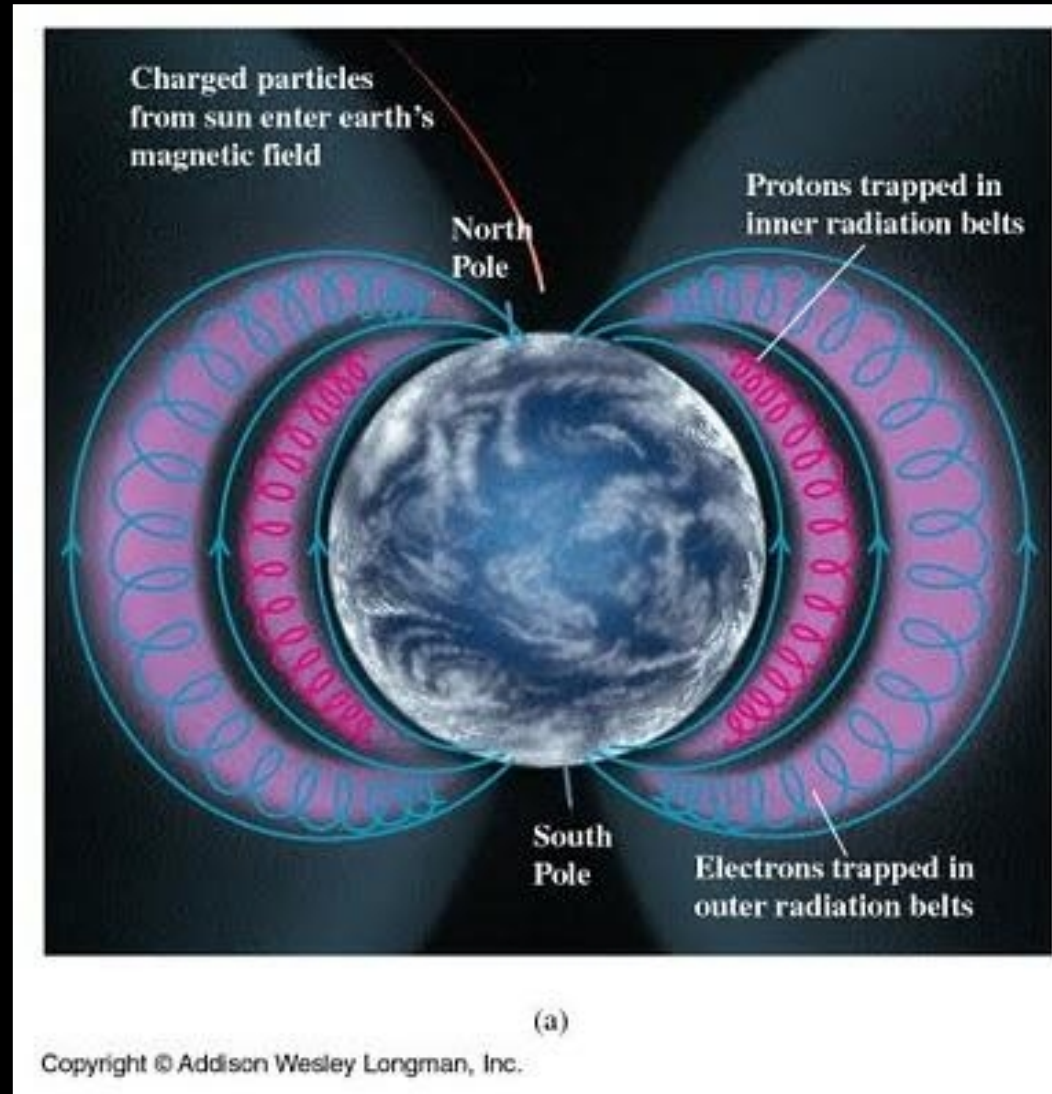 Charged particles
from sun enter earth's
magnetic field
Protons trapped in
inner radiation belts
North
Pole
South
Pole
Electrons trapped in
outer radiation belts
(a)
Copyright © Addison Wesley Longman, Inc.